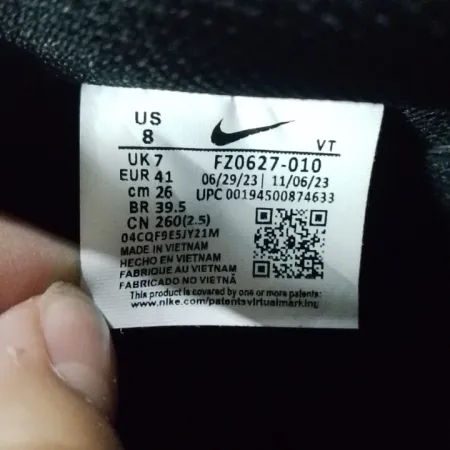 US
8
VT
UK 7
FZ0627-010
EUR 41
06/29/23 | 11/06/23
cm 26
UPC 00194500874633
BR 39.5
CN 260(2.5)
04CQF9E5JY21M
MADE IN VIETNAM
HECHO EN VIETNAM
FABRIQUE AU VIETNAM
FABRICADO NO VIETNÃ
This product is covered by one or more patents:
www.nike.com/patentsvirtualmarking